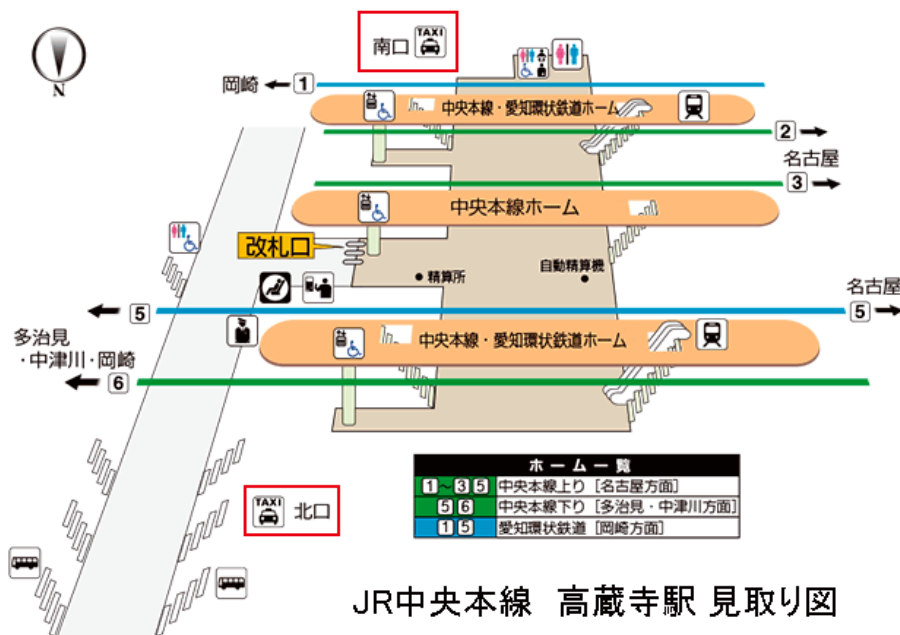 南口
TAXI
N
岡崎
1
中央本線・愛知環状鉄道ホーム
2
名古屋
3
中央本線ホーム
改札口
精算所
自動精算機
5
名古屋
5
多治見
・中津川・岡崎
中央本線・愛知環状鉄道ホーム
6
TAXI
北口
ホーム一覧
1～3 5 中央本線上り［名古屋方面］
5 6 中央本線下り［多治見・中津川方面］
1 5 愛知環状鉄道［岡崎方面］
JR中央本線 高蔵寺駅 見取り図